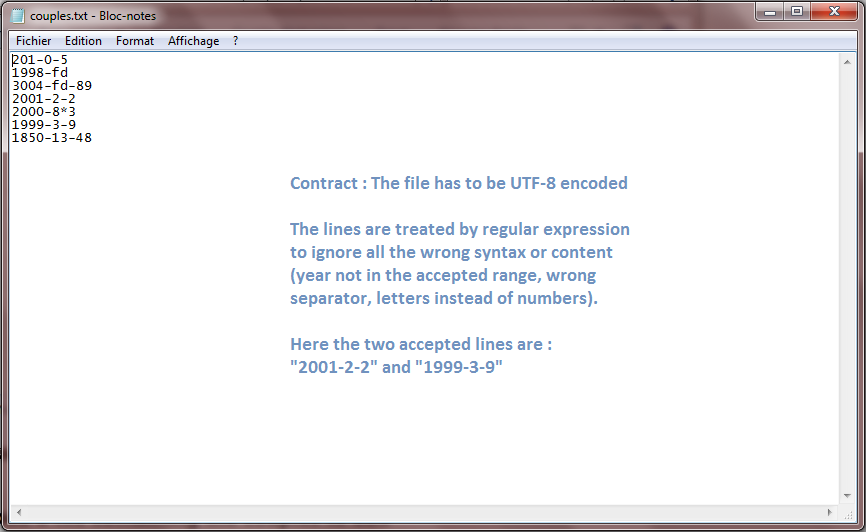 couples.txt - Bloc-notes
Fichier Edition Format Affichage ?
201-0-5
1998-fd
3004-fd-89
2001-2-2
2000-8*3
1999-3-9
1850-13-48
Contract : The file has to be UTF-8 encoded
The lines are treated by regular expression
to ignore all the wrong syntax or content
(year not in the accepted range, wrong
separator, letters instead of numbers).
Here the two accepted lines are :
"2001-2-2" and "1999-3-9"